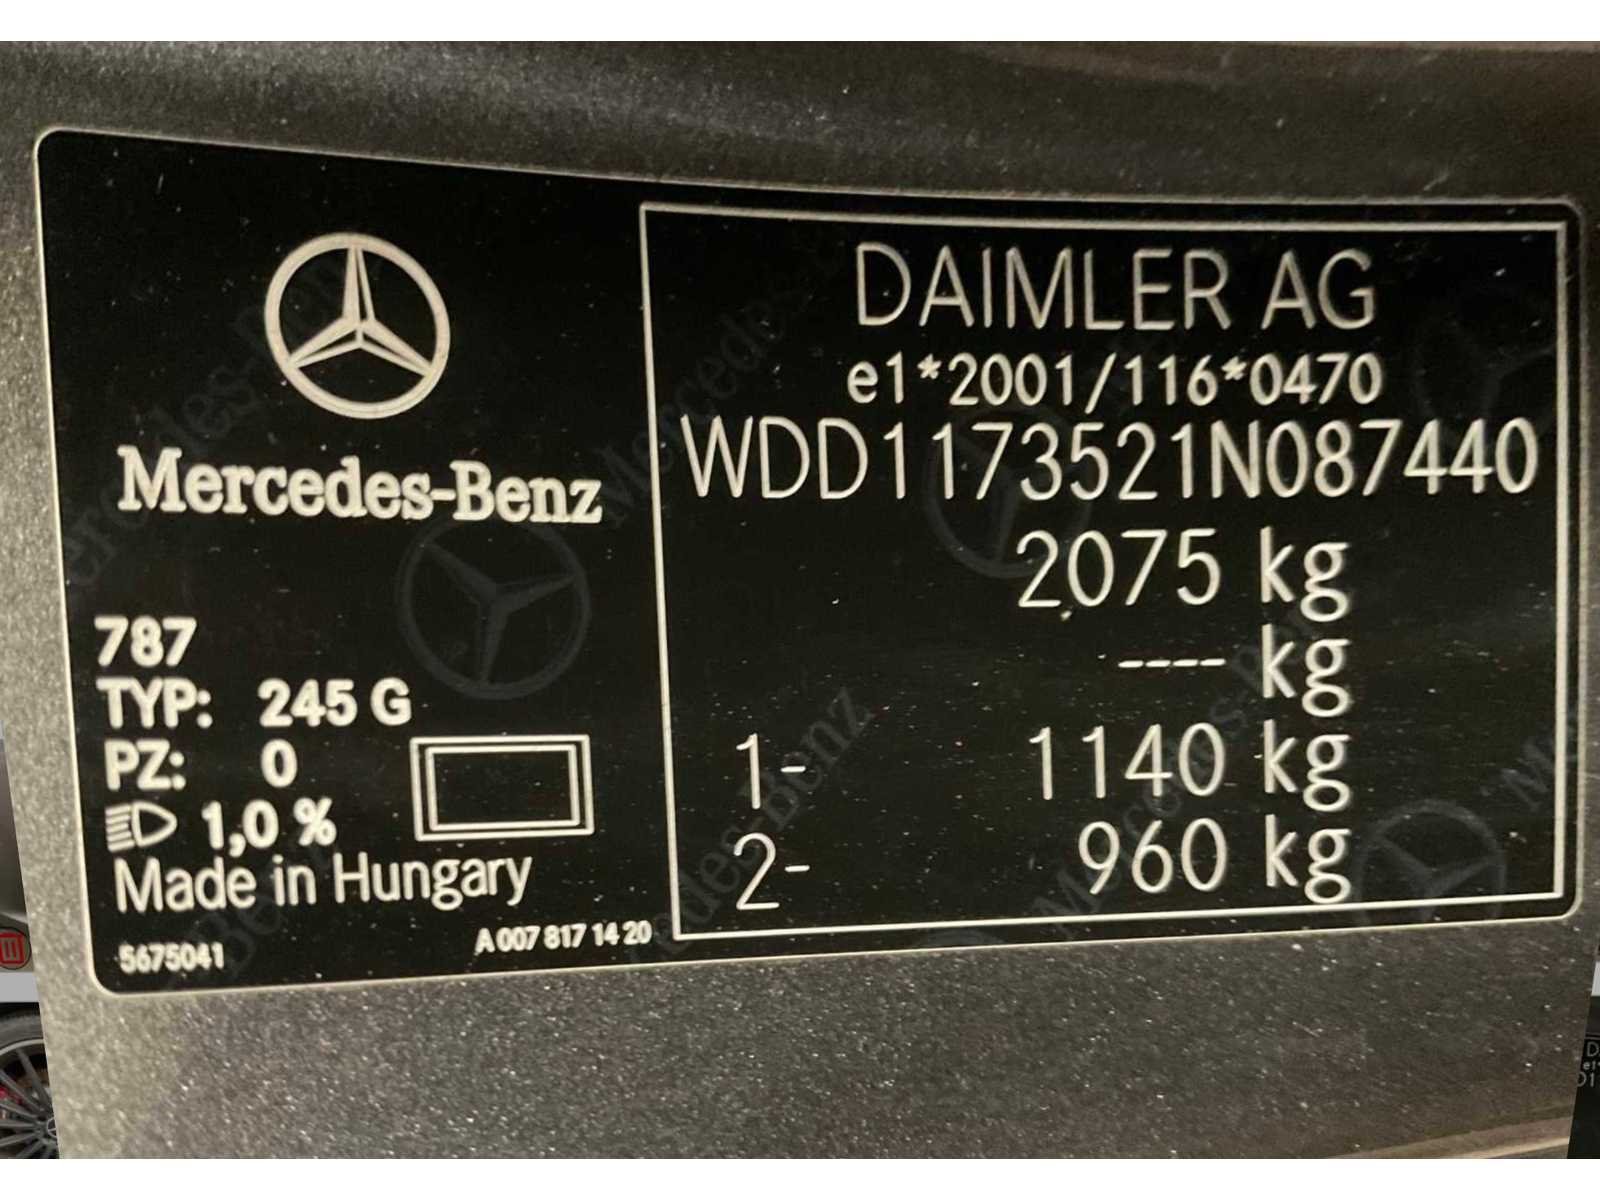 Mercedes-Benz
787
TYP: 245 G
PZ: 0
1,0 %
Made in Hungary
5675041
A 007 817 14 20
DAIMLER AG
e1*2001/116*0470
WDD1173521N087440
2075 kg
---- kg
1- 1140 kg
2- 960 kg